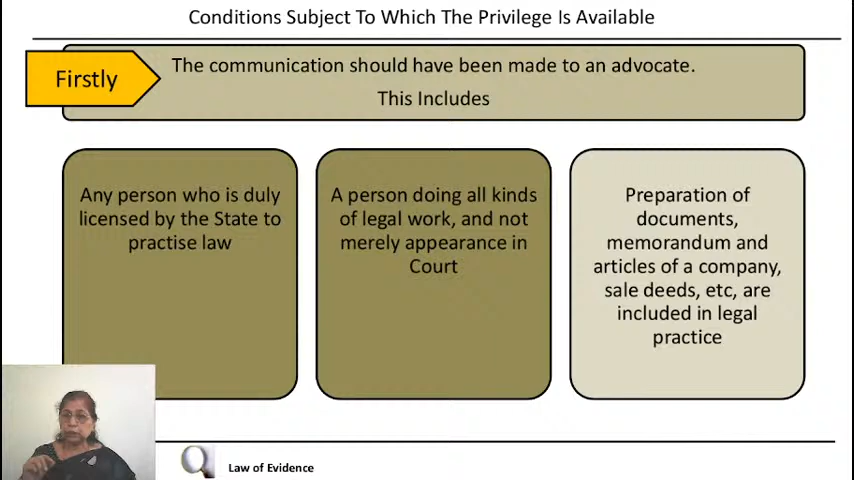 Conditions Subject To Which The Privilege Is Available
Firstly
The communication should have been made to an advocate.
This Includes
Any person who is duly
licensed by the State to
practise law
A person doing all kinds
of legal work, and not
merely appearance in
Court
Preparation of
documents,
memorandum and
articles of a company,
sale deeds, etc, are
included in legal
practice
Law of Evidence